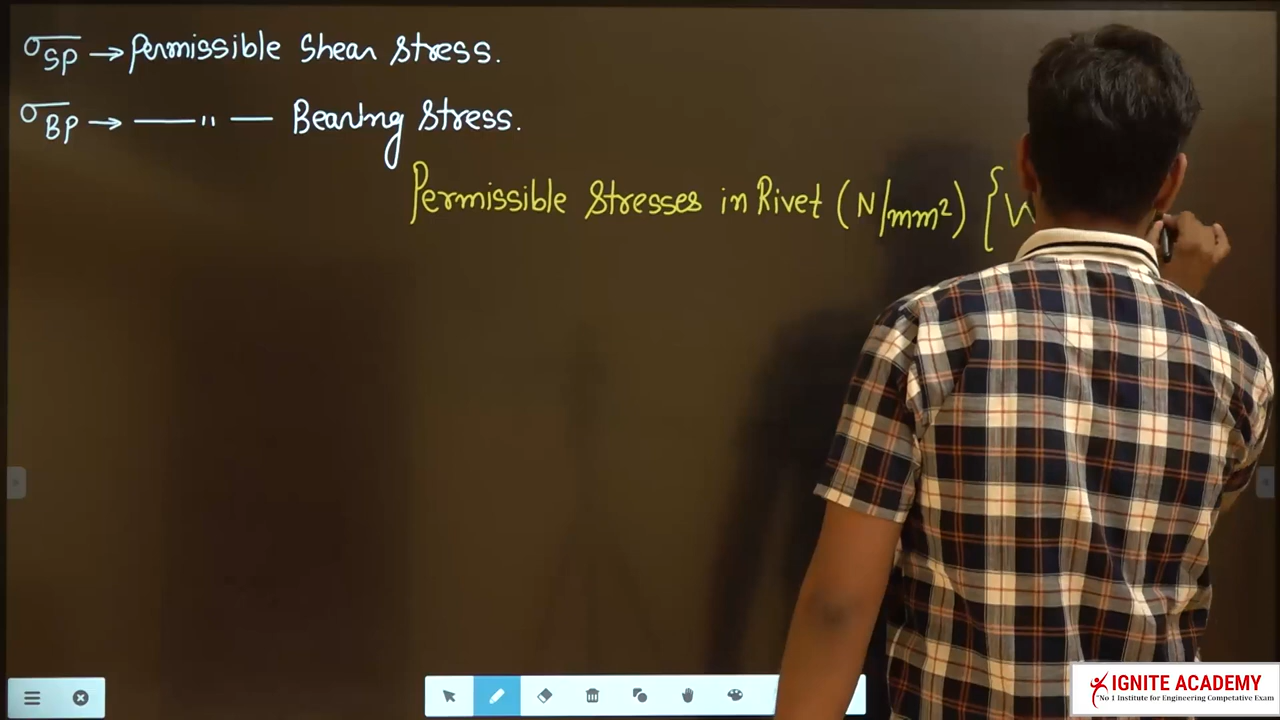 σSP → Permissible Shear Stress.
σBP → —— " — Bearing Stress.
Permissible Stresses in Rivet (N/mm²) {W
IGNITE ACADEMY
"No 1 Institute for Engineering Competative Exam